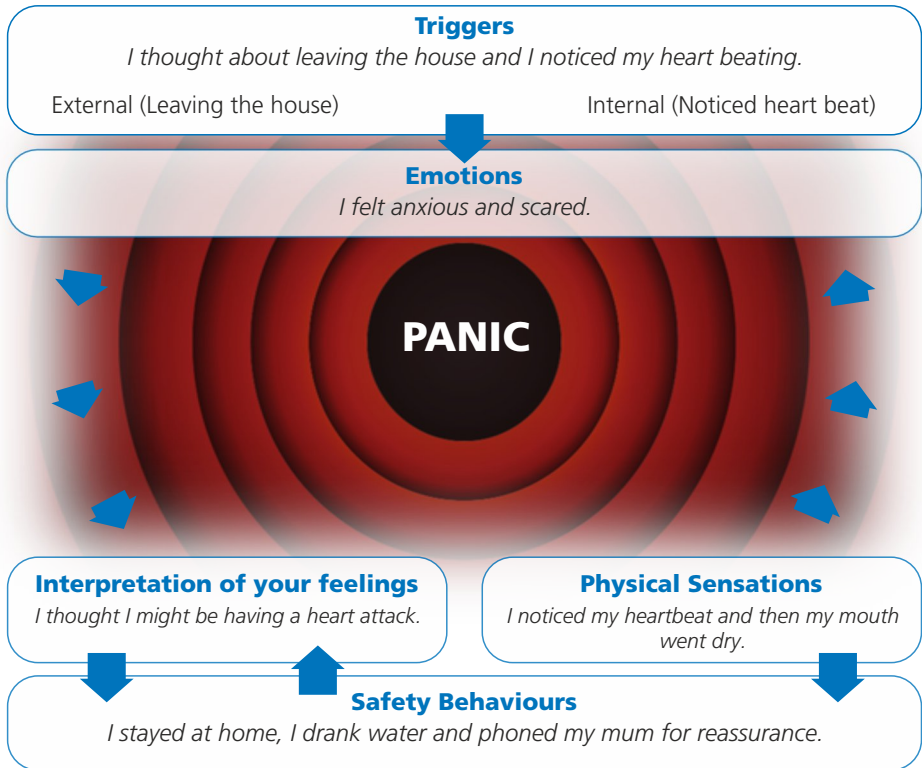 Triggers
I thought about leaving the house and I noticed my heart beating.
External (Leaving the house)
Internal (Noticed heart beat)
Emotions
I felt anxious and scared.
PANIC
Interpretation of your feelings
I thought I might be having a heart attack.
Physical Sensations
I noticed my heartbeat and then my mouth
went dry.
Safety Behaviours
I stayed at home, I drank water and phoned my mum for reassurance.